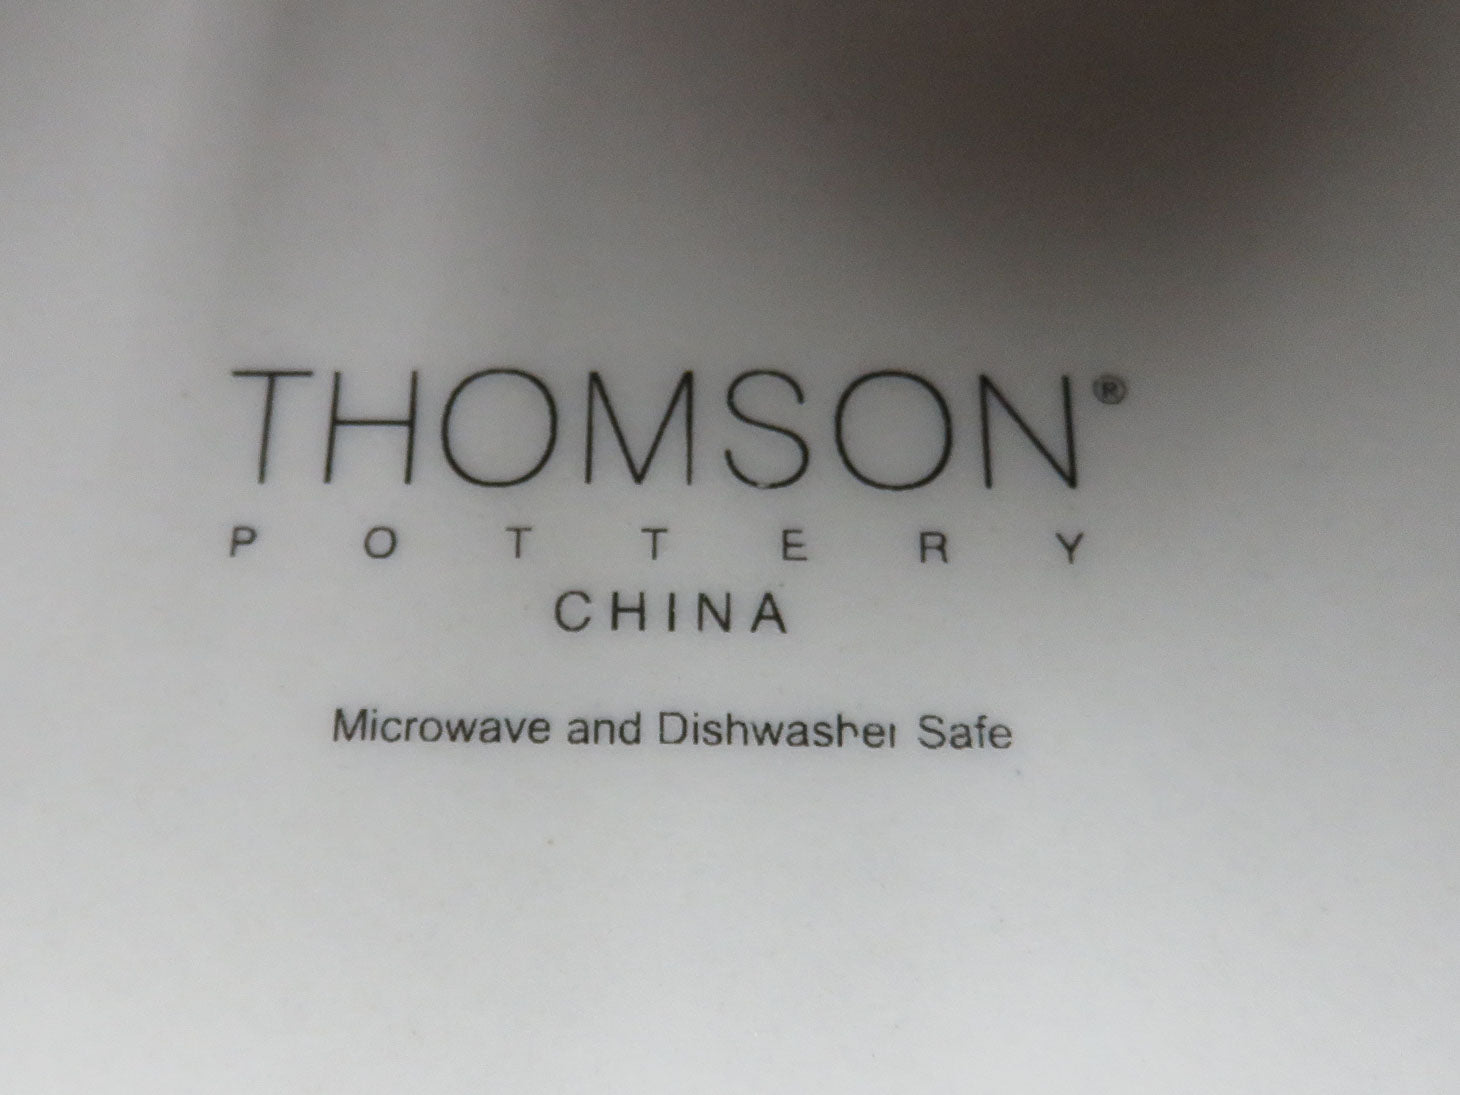 THOMSON®
POTTERY
CHINA
Microwave and Dishwasher Safe